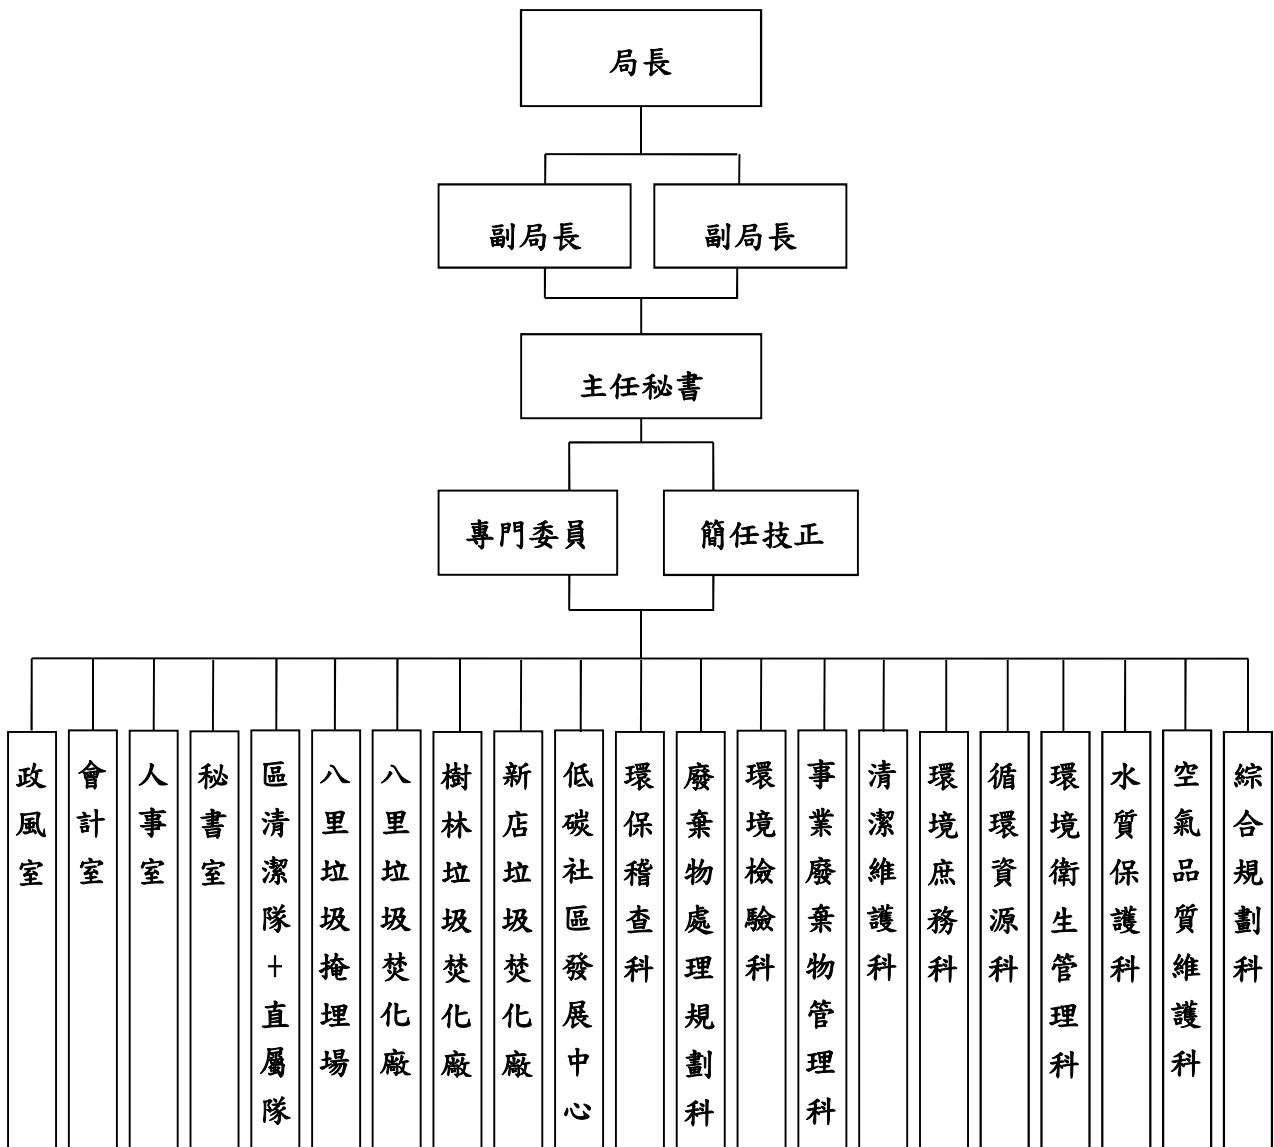 局長
副局長
副局長
主任秘書
專門委員
簡任技正
政風室
會計室
人事室
秘書室
區清潔隊+直屬隊
八里垃圾掩埋場
八里垃圾焚化廠
樹林垃圾焚化廠
新店垃圾焚化廠
低碳社區發展中心
環保稽查科
廢棄物處理規劃科
環境檢驗科
事業廢棄物管理科
清潔維護科
環境庶務科
循環資源科
環境衛生管理科
水質保護科
空氣品質維護科
綜合規劃科